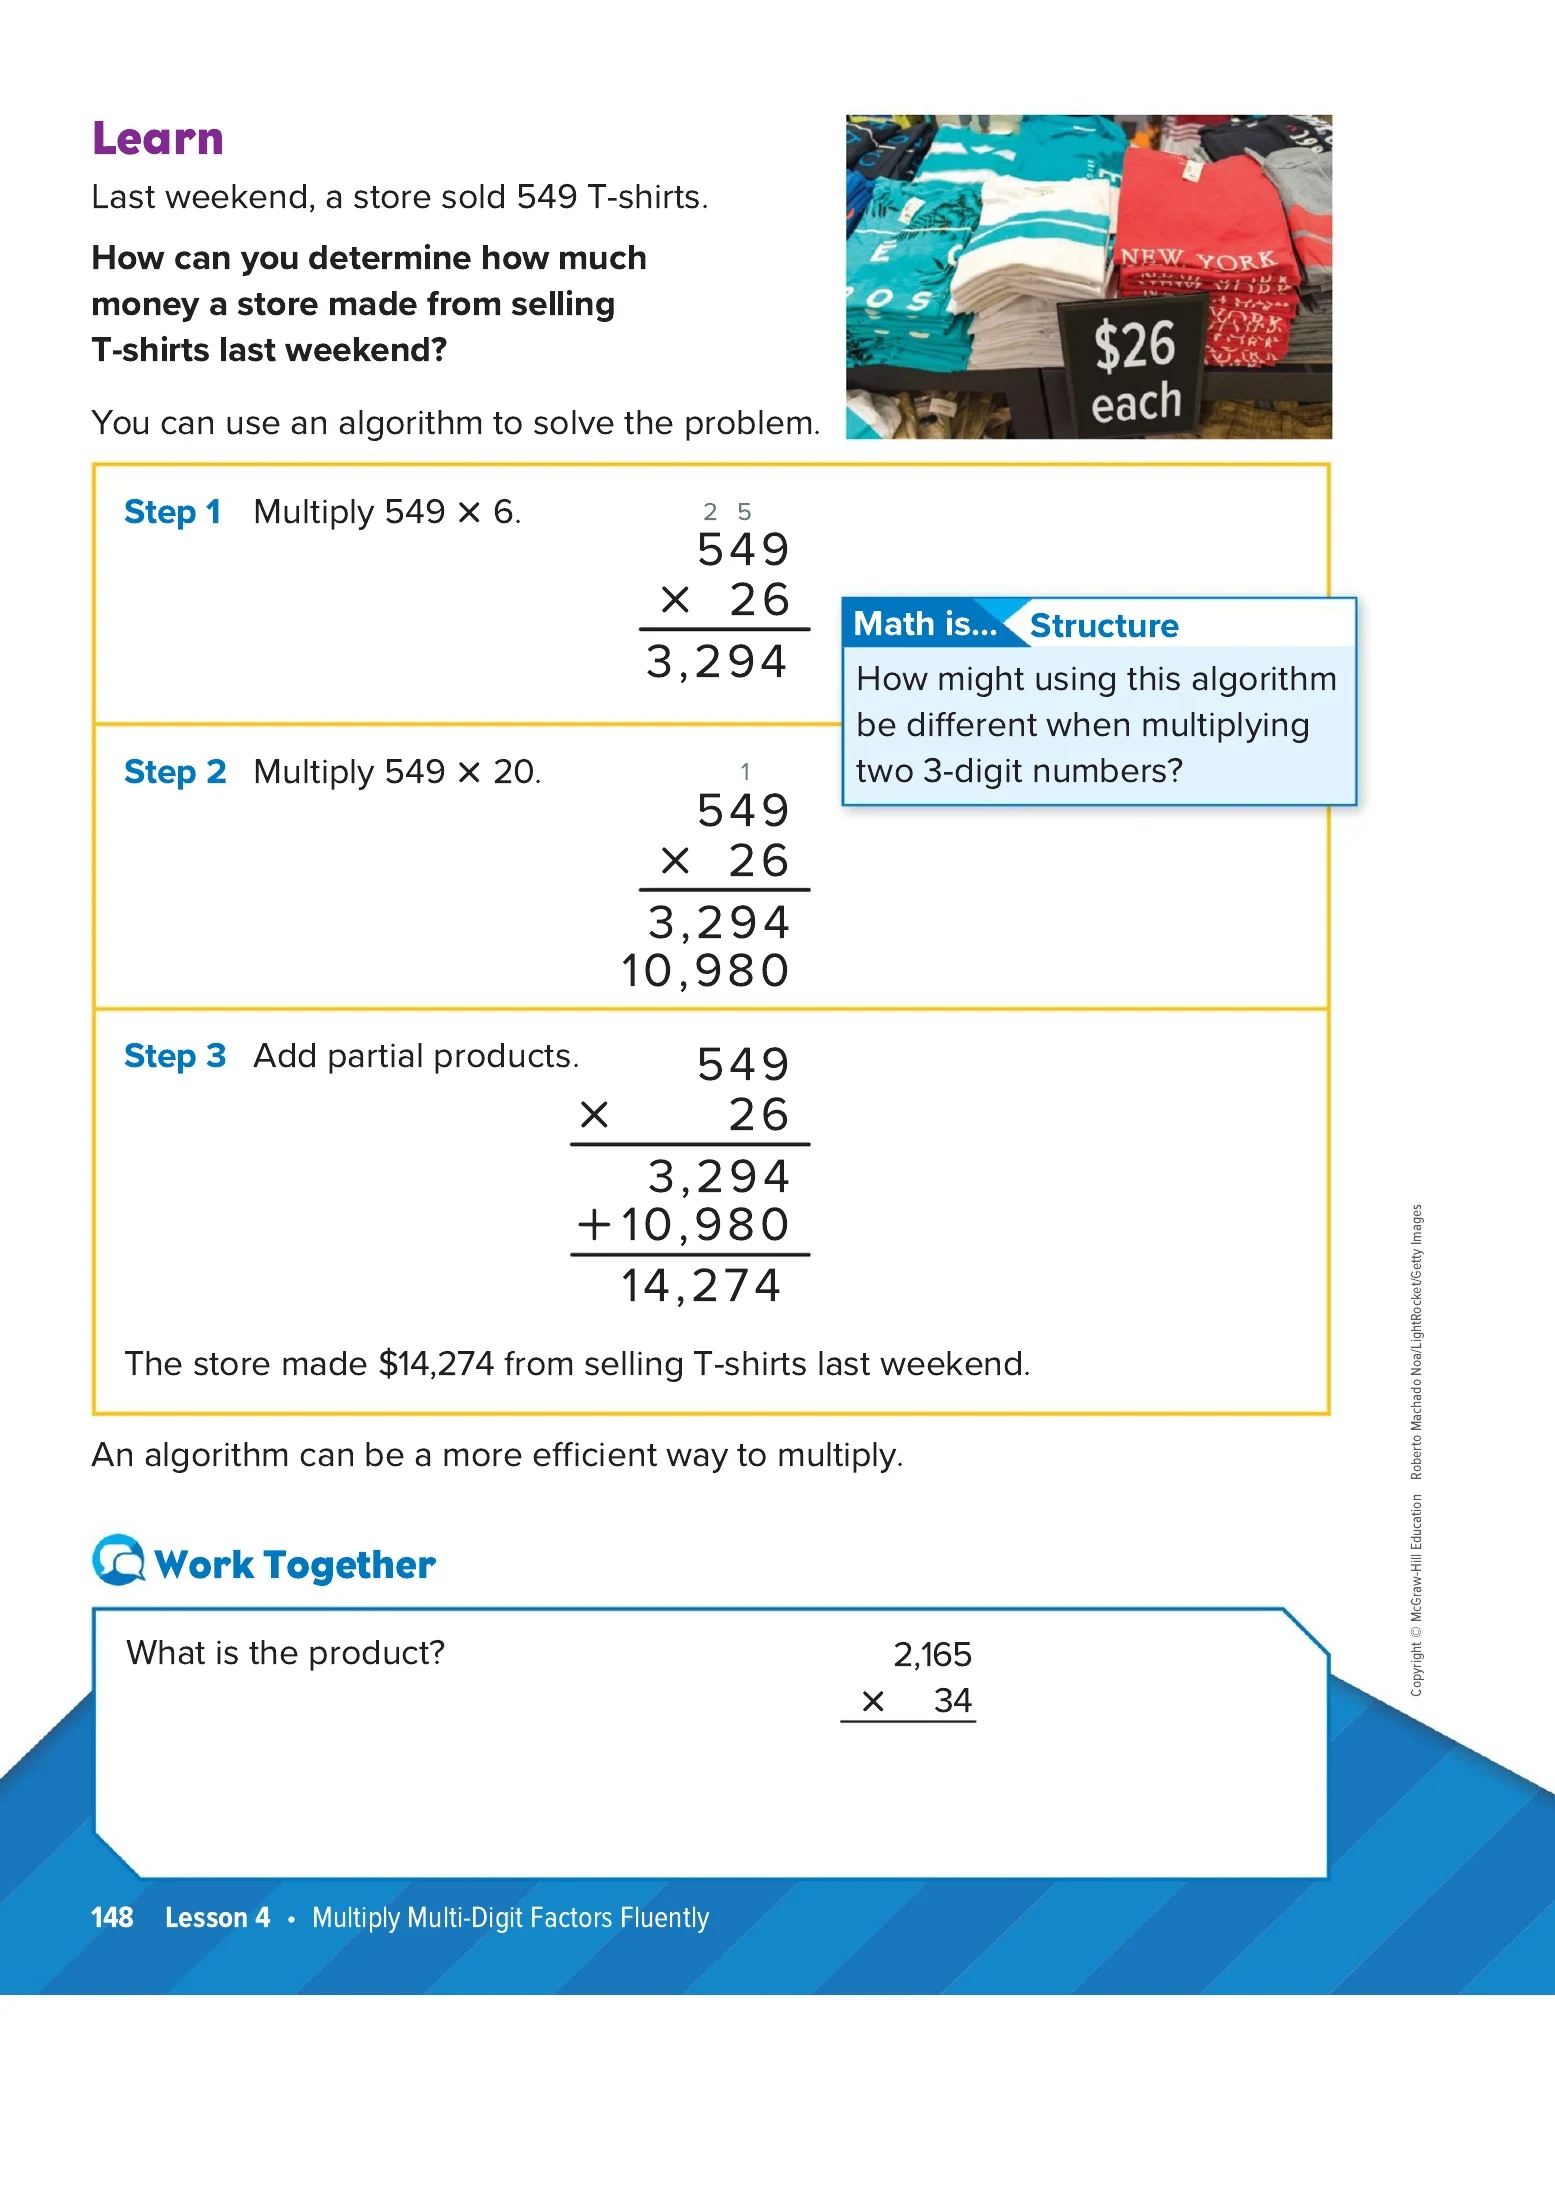 Learn
Last weekend, a store sold 549 T-shirts.
How can you determine how much
money a store made from selling
T-shirts last weekend?
You can use an algorithm to solve the problem.
NEW YORK
$26
each
Step 1 Multiply 549 × 6.
2 5
549
× 26
3,294
Math is... Structure
How might using this algorithm
be different when multiplying
two 3-digit numbers?
Step 2 Multiply 549 × 20.
1
549
× 26
3,294
10,980
Step 3 Add partial products.
549
× 26
3,294
+10,980
14,274
The store made $14,274 from selling T-shirts last weekend.
An algorithm can be a more efficient way to multiply.
Work Together
What is the product?
2,165
× 34
148 Lesson 4 • Multiply Multi-Digit Factors Fluently
Copyright © McGraw-Hill Education Roberto Machado Noa/LightRocket/Getty Images